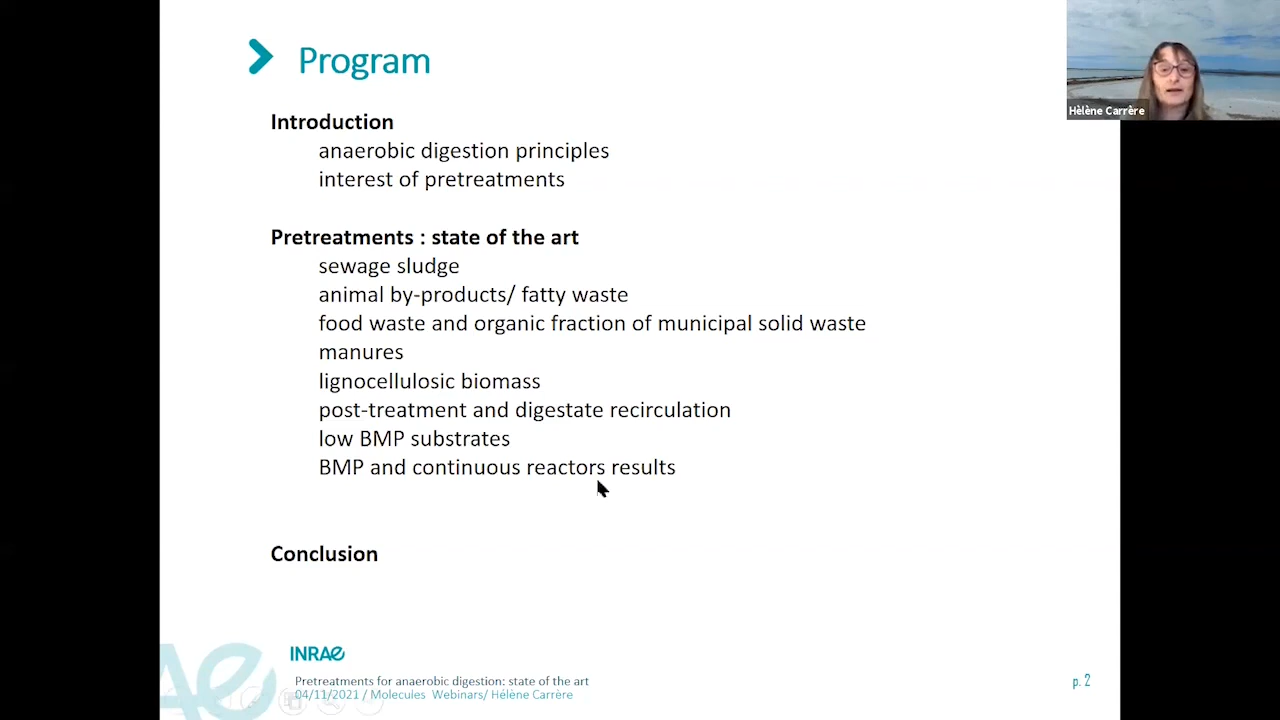 Program
Hèlène Carrère
Introduction
anaerobic digestion principles
interest of pretreatments
Pretreatments : state of the art
sewage sludge
animal by-products/ fatty waste
food waste and organic fraction of municipal solid waste
manures
lignocellulosic biomass
post-treatment and digestate recirculation
low BMP substrates
BMP and continuous reactors results
Conclusion
INRAE
Pretreatments for anaerobic digestion: state of the art
04/11/2021 / Molecules Webinars/ Hélène Carrère
p. 2